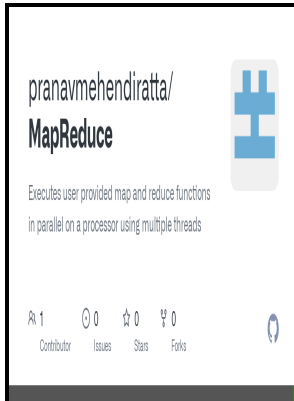 pranavmehendiratta/
MapReduce
Executes user provided map and reduce functions
in parallel on a processor using multiple threads
1 0 0 0
Contributor Issues Stars Forks